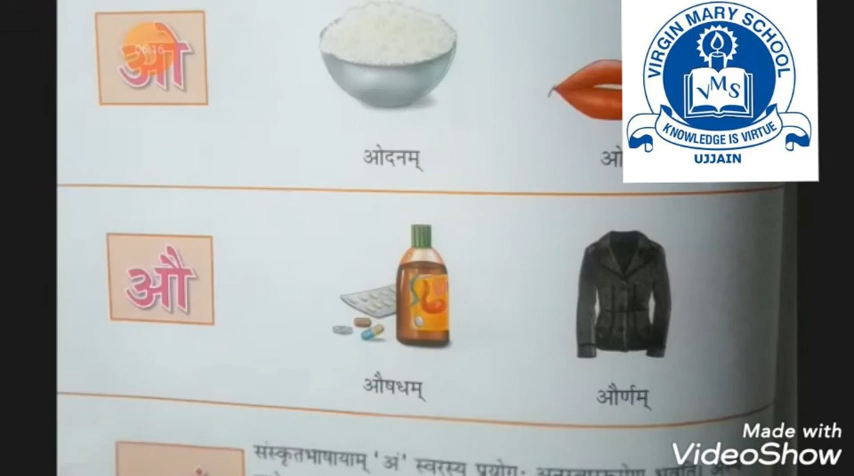 ओ
ओदनम्
VIRGIN MARY SCHOOL
VMS
KNOWLEDGE IS VIRTUE
UJJAIN
औ
औषधम्
और्णम्
संस्कृतभाषायाम् 'अं' स्वरस्य प्रयोगः
Made with
VideoShow